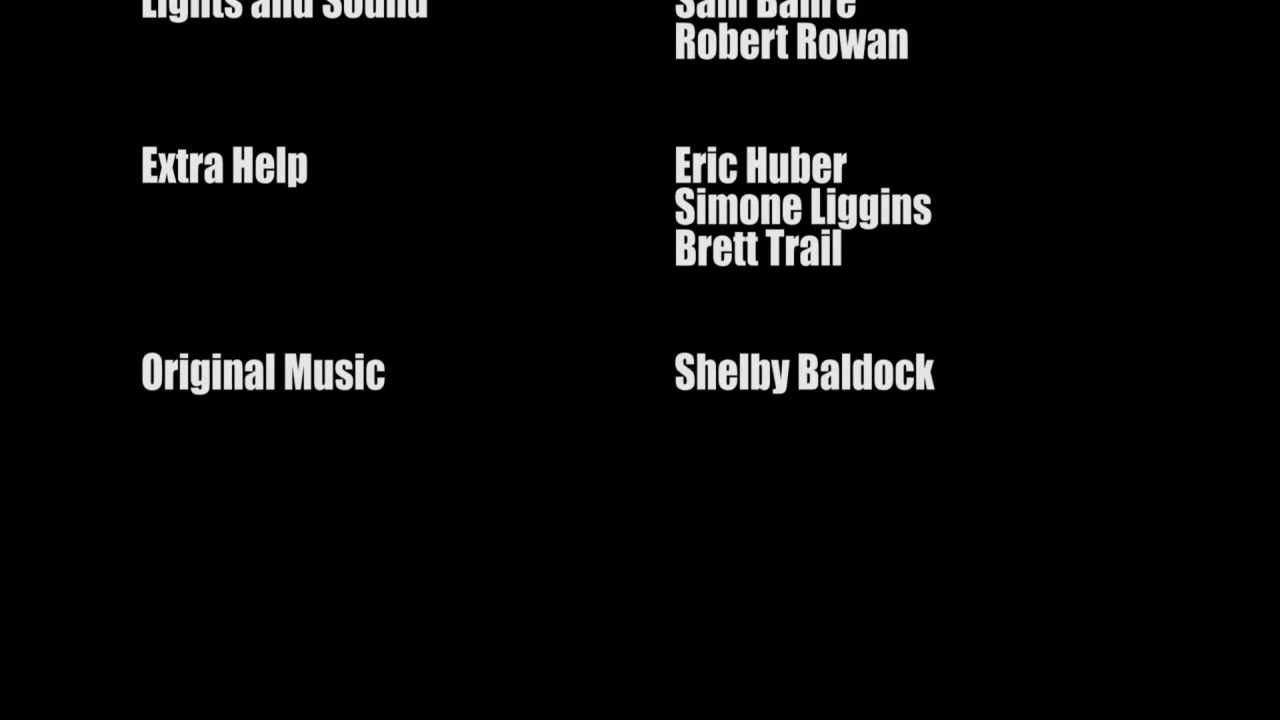 Lights and Sound
Robert Rowan
Extra Help
Eric Huber
Simone Liggins
Brett Trail
Original Music
Shelby Baldock